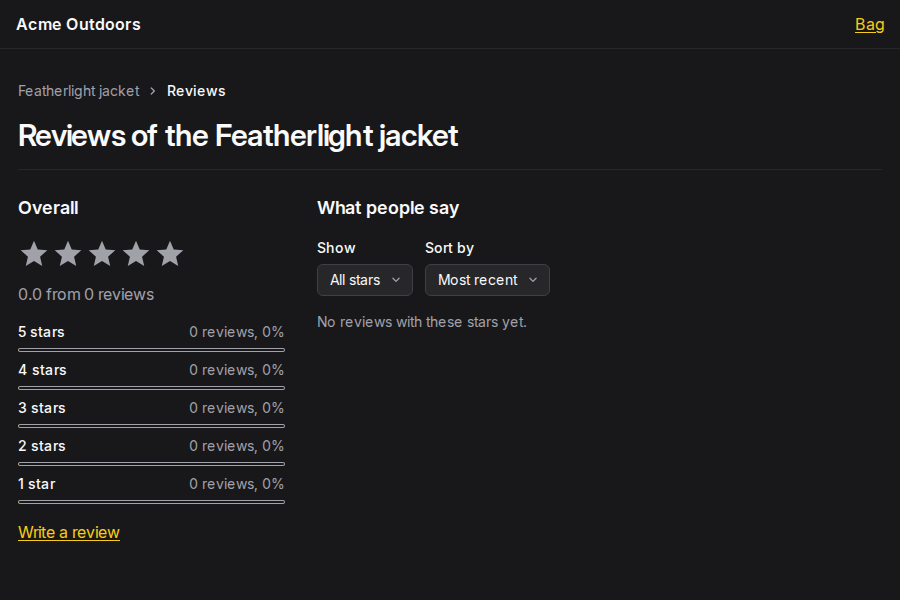 Acme Outdoors
Bag
Featherlight jacket > Reviews
Reviews of the Featherlight jacket
Overall
0.0 from 0 reviews
5 stars 0 reviews, 0%
4 stars 0 reviews, 0%
3 stars 0 reviews, 0%
2 stars 0 reviews, 0%
1 star 0 reviews, 0%
Write a review
What people say
Show Sort by
All stars Most recent
No reviews with these stars yet.